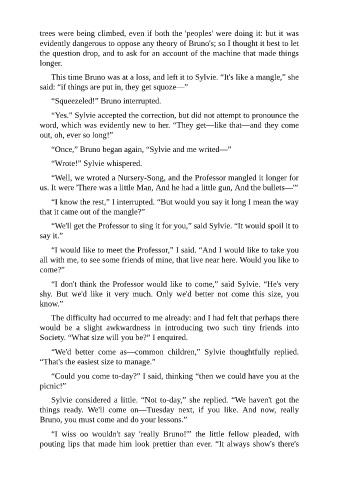 trees were being climbed, even if both the 'peoples' were doing it: but it was
evidently dangerous to oppose any theory of Bruno's; so I thought it best to let
the question drop, and to ask for an account of the machine that made things
longer.
This time Bruno was at a loss, and left it to Sylvie. “It's like a mangle,” she
said: “if things are put in, they get squoze—”
“Squeezeled!” Bruno interrupted.
“Yes.” Sylvie accepted the correction, but did not attempt to pronounce the
word, which was evidently new to her. “They get—like that—and they come
out, oh, ever so long!”
“Once,” Bruno began again, “Sylvie and me writed—”
“Wrote!” Sylvie whispered.
“Well, we wroted a Nursery-Song, and the Professor mangled it longer for
us. It were 'There was a little Man, And he had a little gun, And the bullets—'”
“I know the rest,” I interrupted. “But would you say it long I mean the way
that it came out of the mangle?”
“We'll get the Professor to sing it for you,” said Sylvie. “It would spoil it to
say it.”
“I would like to meet the Professor,” I said. “And I would like to take you
all with me, to see some friends of mine, that live near here. Would you like to
come?”
“I don't think the Professor would like to come,” said Sylvie. “He's very
shy. But we'd like it very much. Only we'd better not come this size, you
know.”
The difficulty had occurred to me already: and I had felt that perhaps there
would be a slight awkwardness in introducing two such tiny friends into
Society. “What size will you be?” I enquired.
“We'd better come as—common children,” Sylvie thoughtfully replied.
“That's the easiest size to manage.”
“Could you come to-day?” I said, thinking “then we could have you at the
picnic!”
Sylvie considered a little. “Not to-day,” she replied. “We haven't got the
things ready. We'll come on—Tuesday next, if you like. And now, really
Bruno, you must come and do your lessons.”
“I wiss oo wouldn't say 'really Bruno!'” the little fellow pleaded, with
pouting lips that made him look prettier than ever. “It always show's there's